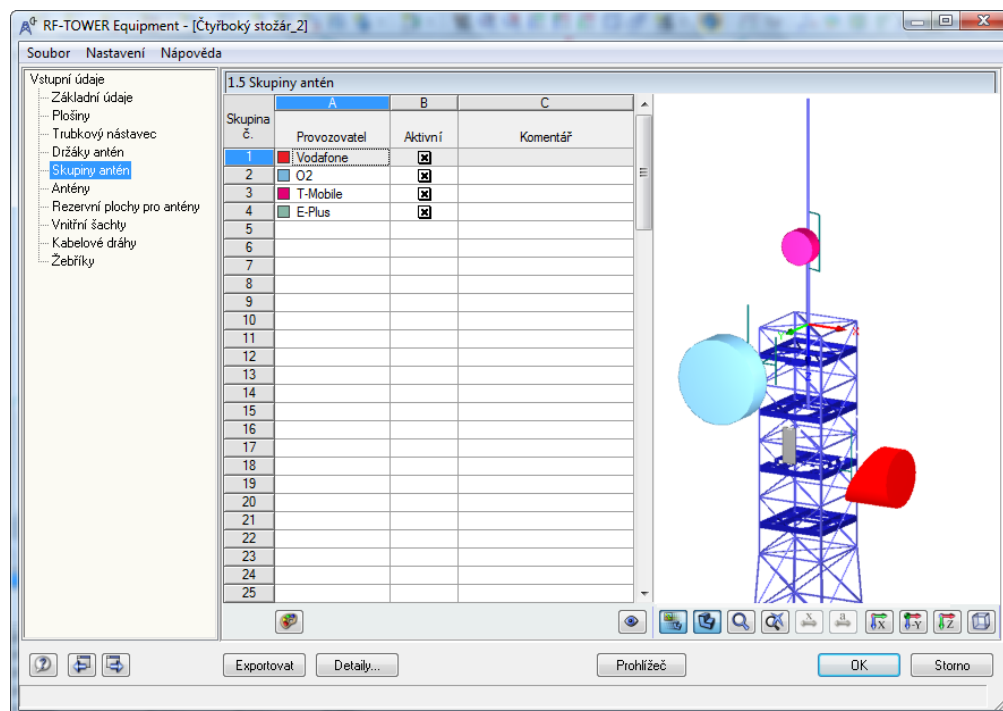 RF-TOWER Equipment - [Čtyřboký stožár_2]
Soubor Nastavení Nápověda
Vstupní údaje
Základní údaje
Plošiny
Trubkový nástavec
Držáky antén
Skupiny antén
Antény
Rezervní plochy pro antény
Vnitřní šachty
Kabelové dráhy
Žebříky
1.5 Skupiny antén
A B C
Skupina č. Provozovatel Aktivní Komentář
1 Vodafone
2 O2
3 T-Mobile
4 E-Plus
5
6
7
8
9
10
11
12
13
14
15
16
17
18
19
20
21
22
23
24
25
X Y Z
x a X -Y Z
Exportovat Detaily... Prohlížeč OK Storno